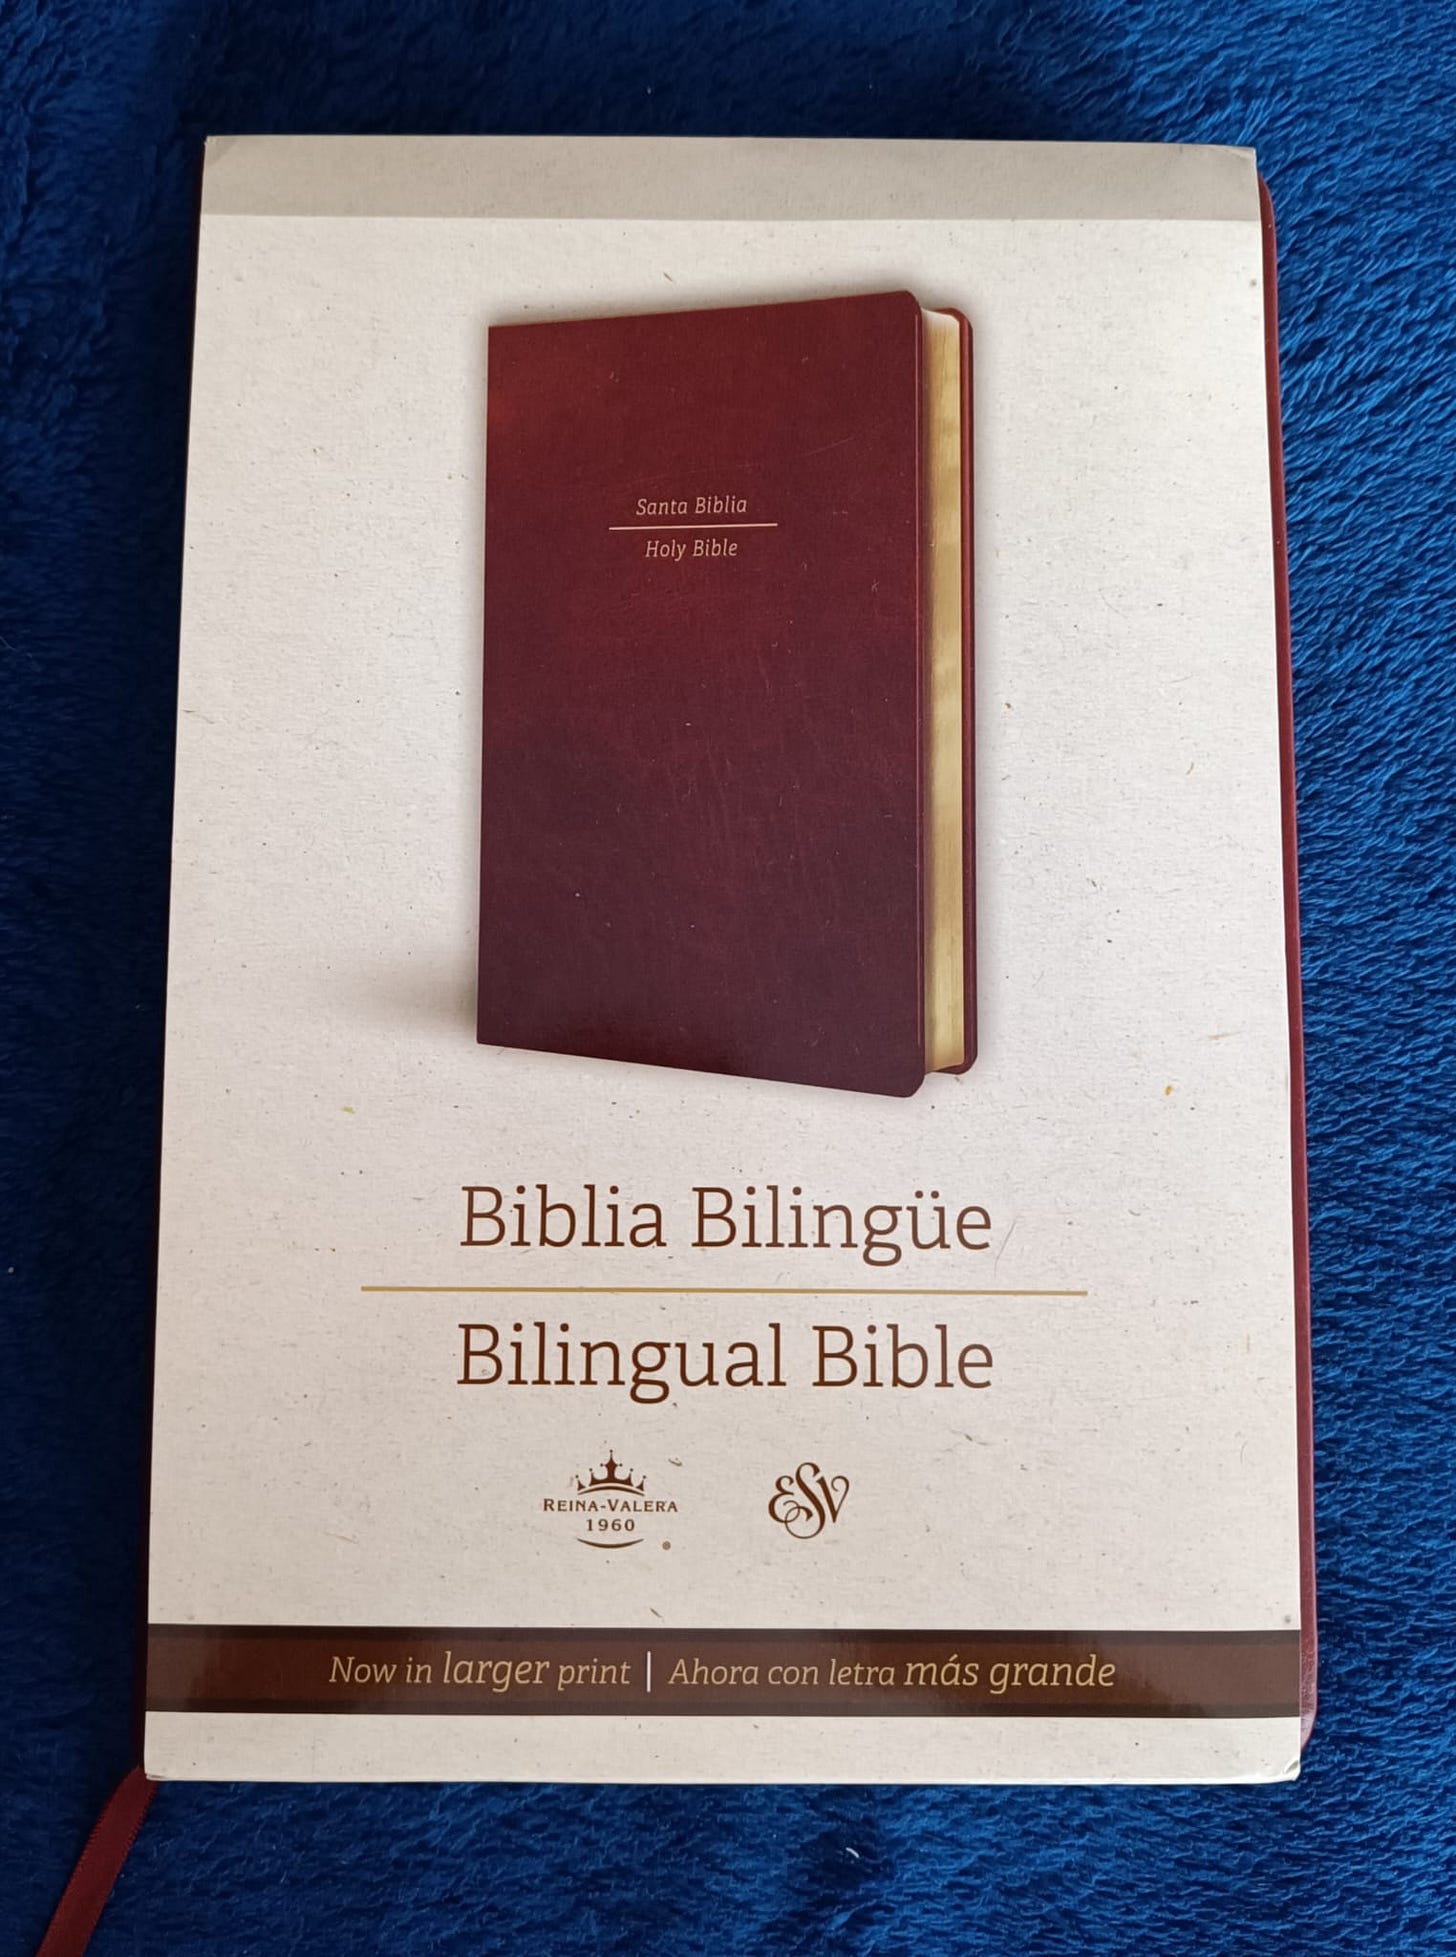 Santa Biblia
Holy Bible
Biblia Bilingüe
Bilingual Bible
REINA-VALERA
1960
®
ESV
Now in larger print | Ahora con letra más grande